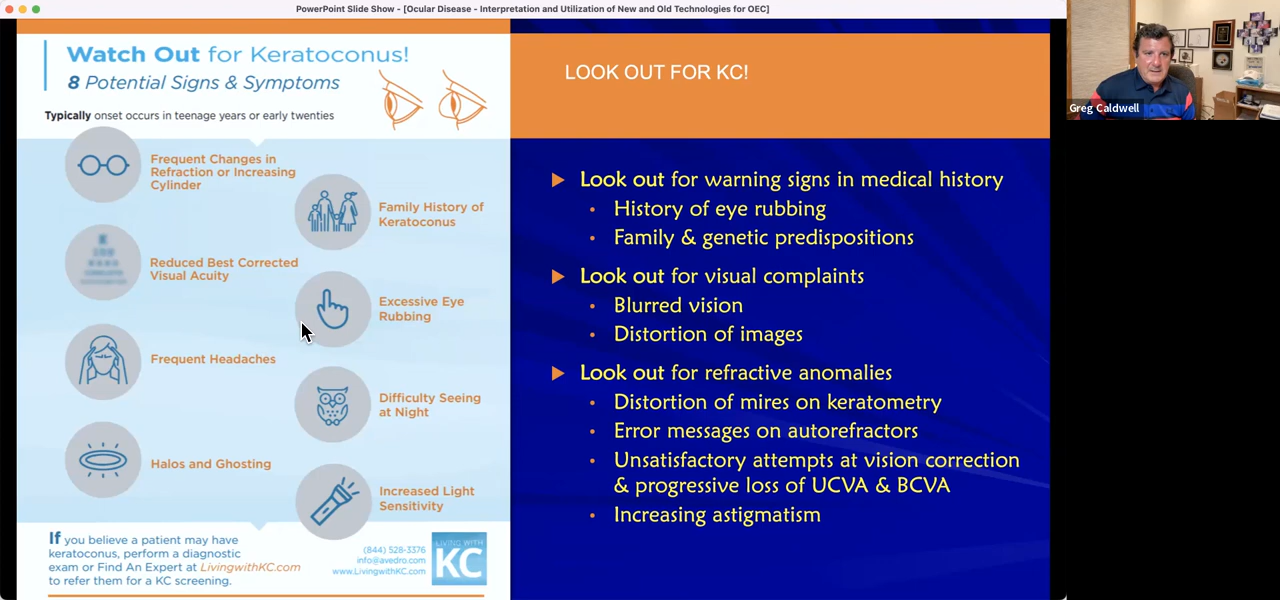 PowerPoint Slide Show - [Ocular Disease - Interpretation and Utilization of New and Old Technologies for OEC]
Watch Out for Keratoconus!
8 Potential Signs & Symptoms
Typically onset occurs in teenage years or early twenties
Frequent Changes in
Refraction or Increasing
Cylinder
Family History of
Keratoconus
Reduced Best Corrected
Visual Acuity
Excessive Eye
Rubbing
Frequent Headaches
Difficulty Seeing
at Night
Halos and Ghosting
Increased Light
Sensitivity
If you believe a patient may have
keratoconus, perform a diagnostic
exam or Find An Expert at LivingwithKC.com
to refer them for a KC screening.
(844) 528-3376
info@avedro.com
www.LivingwithKC.com
LIVING WITH
KC
LOOK OUT FOR KC!
Look out for warning signs in medical history
• History of eye rubbing
• Family & genetic predispositions
Look out for visual complaints
• Blurred vision
• Distortion of images
Look out for refractive anomalies
• Distortion of mires on keratometry
• Error messages on autorefractors
• Unsatisfactory attempts at vision correction
& progressive loss of UCVA & BCVA
• Increasing astigmatism
Greg Caldwell